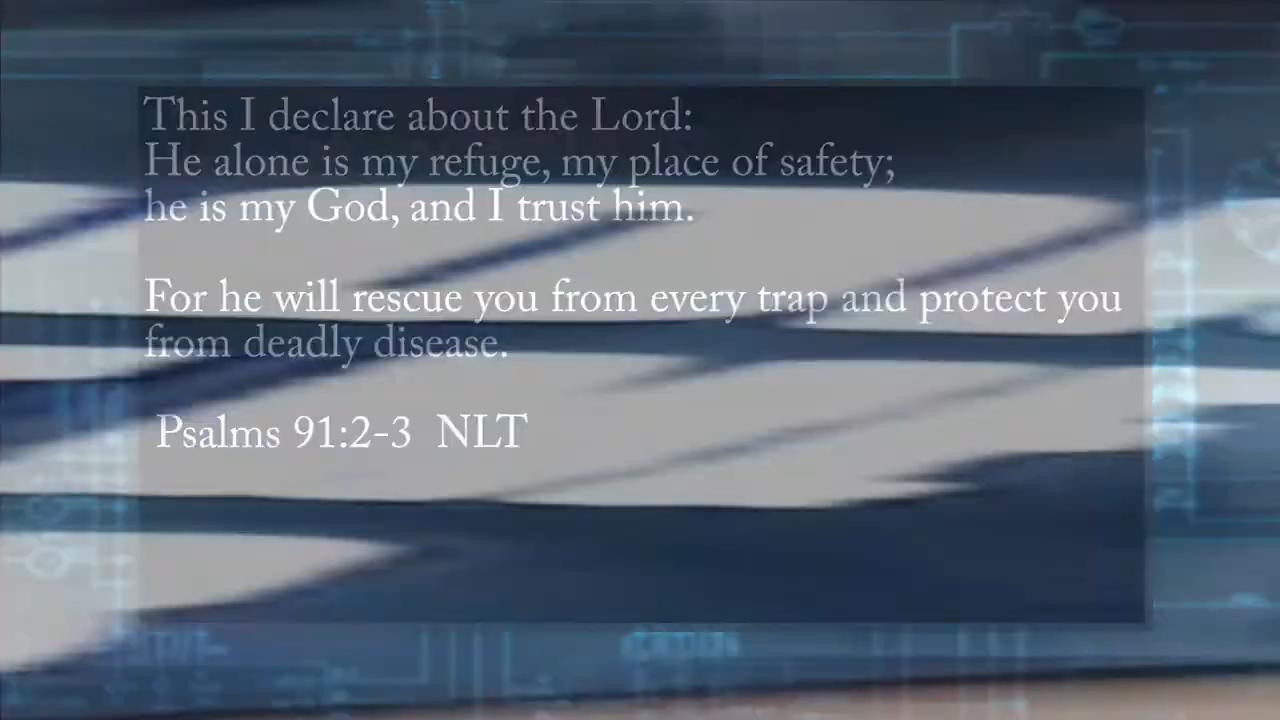 This I declare about the Lord:
He alone is my refuge, my place of safety;
he is my God, and I trust him.
For he will rescue you from every trap and protect you
from deadly disease.
Psalms 91:2-3 NLT